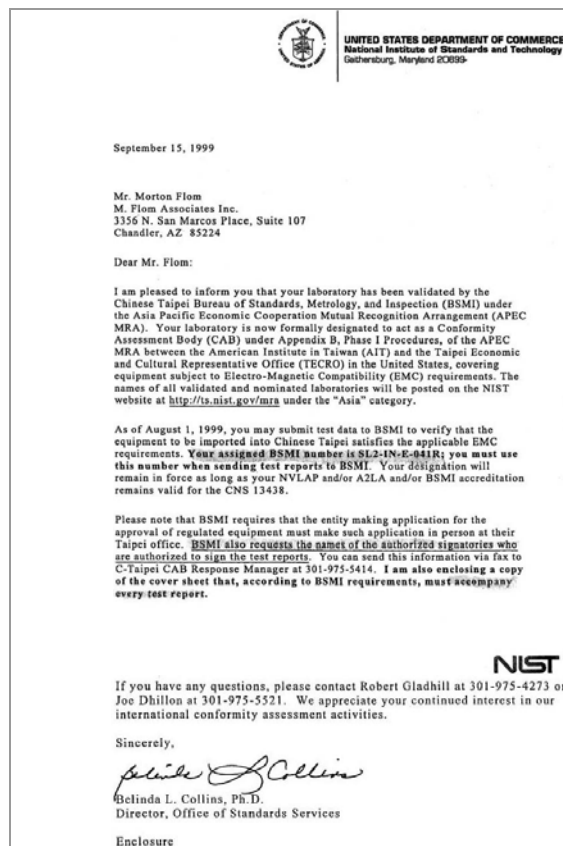 UNITED STATES DEPARTMENT OF COMMERCE
National Institute of Standards and Technology
Gaithersburg, Maryland 20899-
September 15, 1999
Mr. Morton Flom
M. Flom Associates Inc.
3356 N. San Marcos Place, Suite 107
Chandler, AZ 85224
Dear Mr. Flom:
I am pleased to inform you that your laboratory has been validated by the
Chinese Taipei Bureau of Standards, Metrology, and Inspection (BSMI) under
the Asia Pacific Economic Cooperation Mutual Recognition Arrangement (APEC
MRA). Your laboratory is now formally designated to act as a Conformity
Assessment Body (CAB) under Appendix B, Phase I Procedures, of the APEC
MRA between the American Institute in Taiwan (AIT) and the Taipei Economic
and Cultural Representative Office (TECRO) in the United States, covering
equipment subject to Electro-Magnetic Compatibility (EMC) requirements. The
names of all validated and nominated laboratories will be posted on the NIST
website at http://ts.nist.gov/mra under the "Asia" category.
As of August 1, 1999, you may submit test data to BSMI to verify that the
equipment to be imported into Chinese Taipei satisfies the applicable EMC
requirements. Your assigned BSMI number is SL2-IN-E-041R; you must use
this number when sending test reports to BSMI. Your designation will
remain in force as long as your NVLAP and/or A2LA and/or BSMI accreditation
remains valid for the CNS 13438.
Please note that BSMI requires that the entity making application for the
approval of regulated equipment must make such application in person at their
Taipei office. BSMI also requests the names of the authorized signatories who
are authorized to sign the test reports. You can send this information via fax to
C-Taipei CAB Response Manager at 301-975-5414. I am also enclosing a copy
of the cover sheet that, according to BSMI requirements, must accompany
every test report.
NIST
If you have any questions, please contact Robert Gladhill at 301-975-4273 or
Joe Dhillon at 301-975-5521. We appreciate your continued interest in our
international conformity assessment activities.
Sincerely,
Belinda L Collins
Belinda L. Collins, Ph.D.
Director, Office of Standards Services
Enclosure